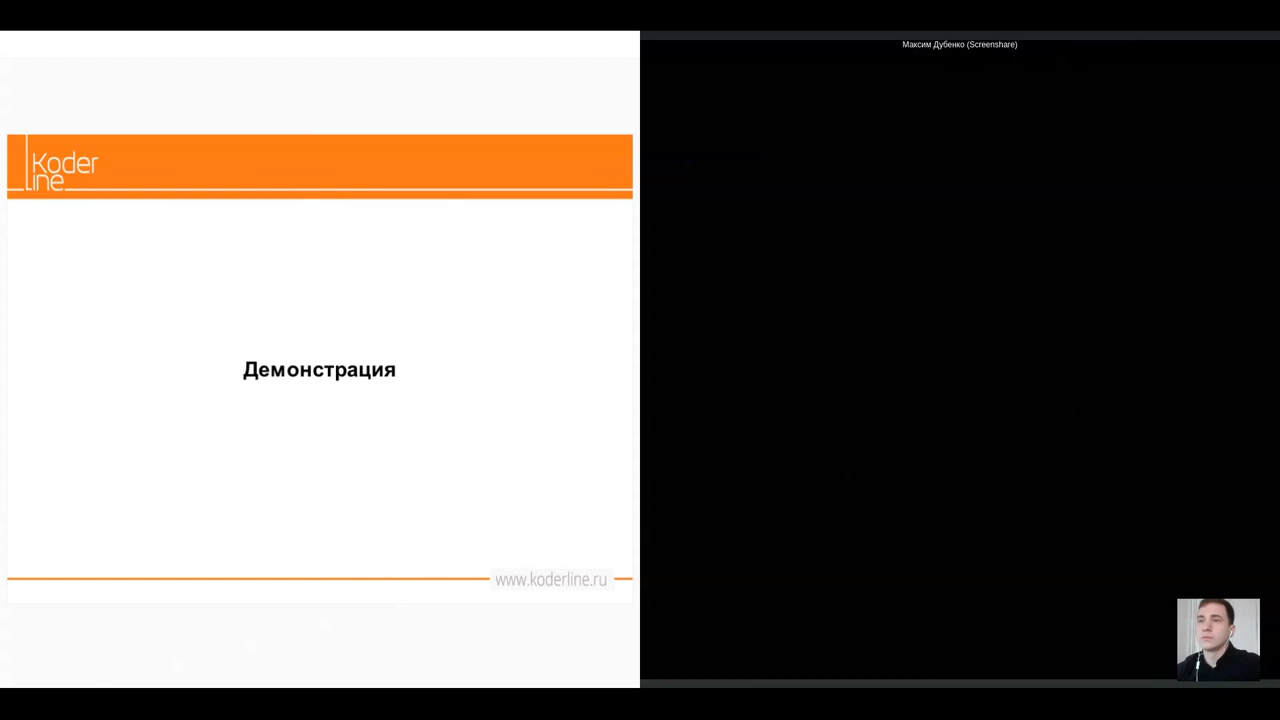 Максим Дубенко (Screenshare)
Koder
line
Демонстрация
www.koderline.ru